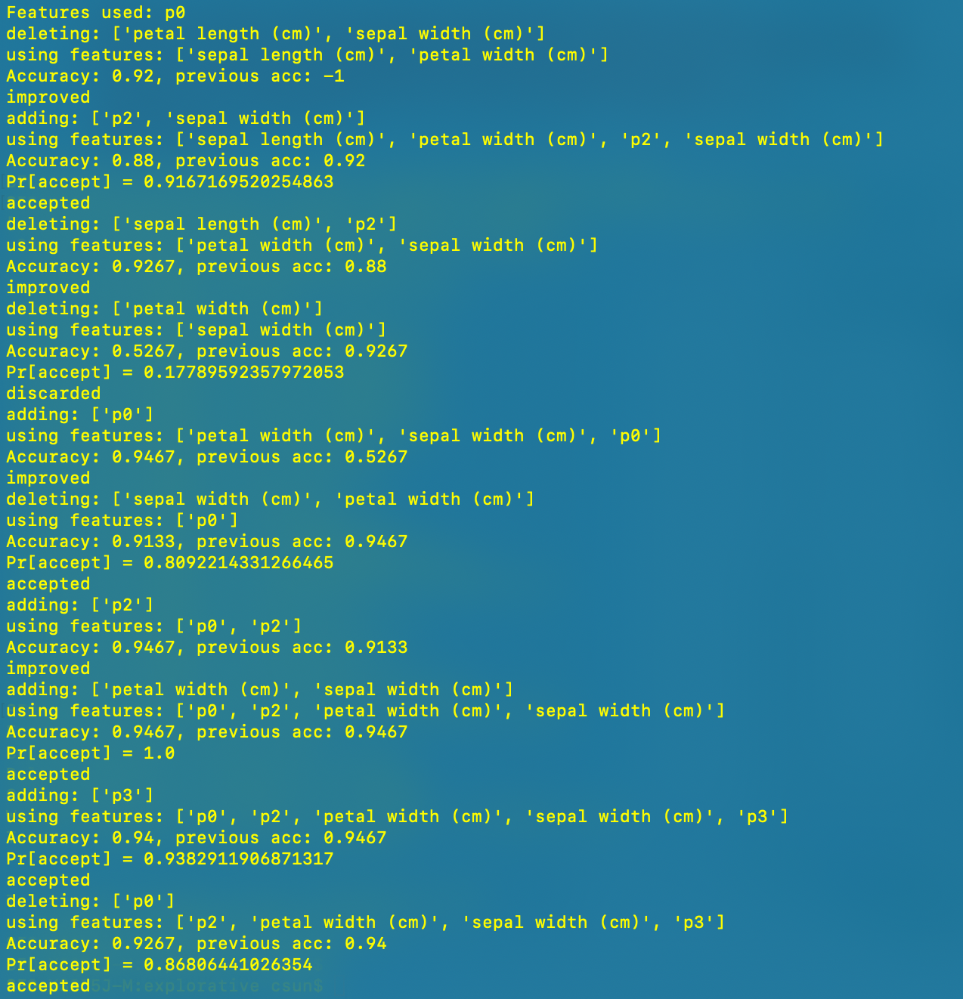 Features used: p0
deleting: ['petal length (cm)', 'sepal width (cm)']
using features: ['sepal length (cm)', 'petal width (cm)']
Accuracy: 0.92, previous acc: -1
improved
adding: ['p2', 'sepal width (cm)']
using features: ['sepal length (cm)', 'petal width (cm)', 'p2', 'sepal width (cm)']
Accuracy: 0.88, previous acc: 0.92
Pr[accept] = 0.9167169520254863
accepted
deleting: ['sepal length (cm)', 'p2']
using features: ['petal width (cm)', 'sepal width (cm)']
Accuracy: 0.9267, previous acc: 0.88
improved
deleting: ['petal width (cm)']
using features: ['sepal width (cm)']
Accuracy: 0.5267, previous acc: 0.9267
Pr[accept] = 0.17789592357972053
discarded
adding: ['p0']
using features: ['petal width (cm)', 'sepal width (cm)', 'p0']
Accuracy: 0.9467, previous acc: 0.5267
improved
deleting: ['sepal width (cm)', 'petal width (cm)']
using features: ['p0']
Accuracy: 0.9133, previous acc: 0.9467
Pr[accept] = 0.8092214331266465
accepted
adding: ['p2']
using features: ['p0', 'p2']
Accuracy: 0.9467, previous acc: 0.9133
improved
adding: ['petal width (cm)', 'sepal width (cm)']
using features: ['p0', 'p2', 'petal width (cm)', 'sepal width (cm)']
Accuracy: 0.9467, previous acc: 0.9467
Pr[accept] = 1.0
accepted
adding: ['p3']
using features: ['p0', 'p2', 'petal width (cm)', 'sepal width (cm)', 'p3']
Accuracy: 0.94, previous acc: 0.9467
Pr[accept] = 0.9382911906871317
accepted
deleting: ['p0']
using features: ['p2', 'petal width (cm)', 'sepal width (cm)', 'p3']
Accuracy: 0.9267, previous acc: 0.94
Pr[accept] = 0.86806441026354
accepted explorative csun$